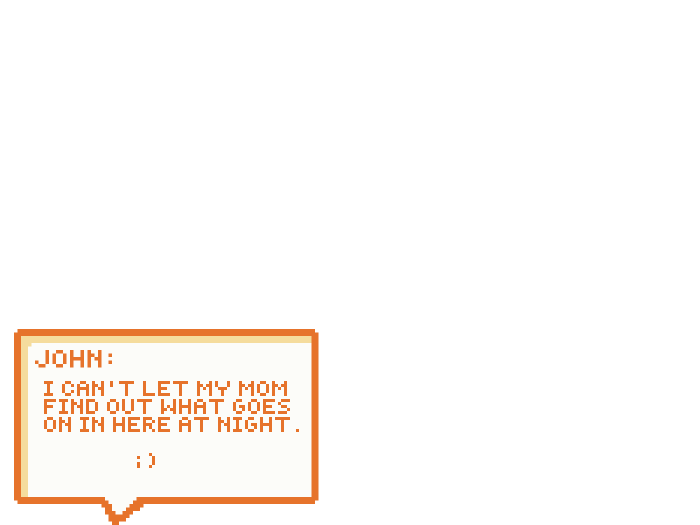 JOHN:
I CAN'T LET MY MOM
FIND OUT WHAT GOES
ON IN HERE AT NIGHT.
;)